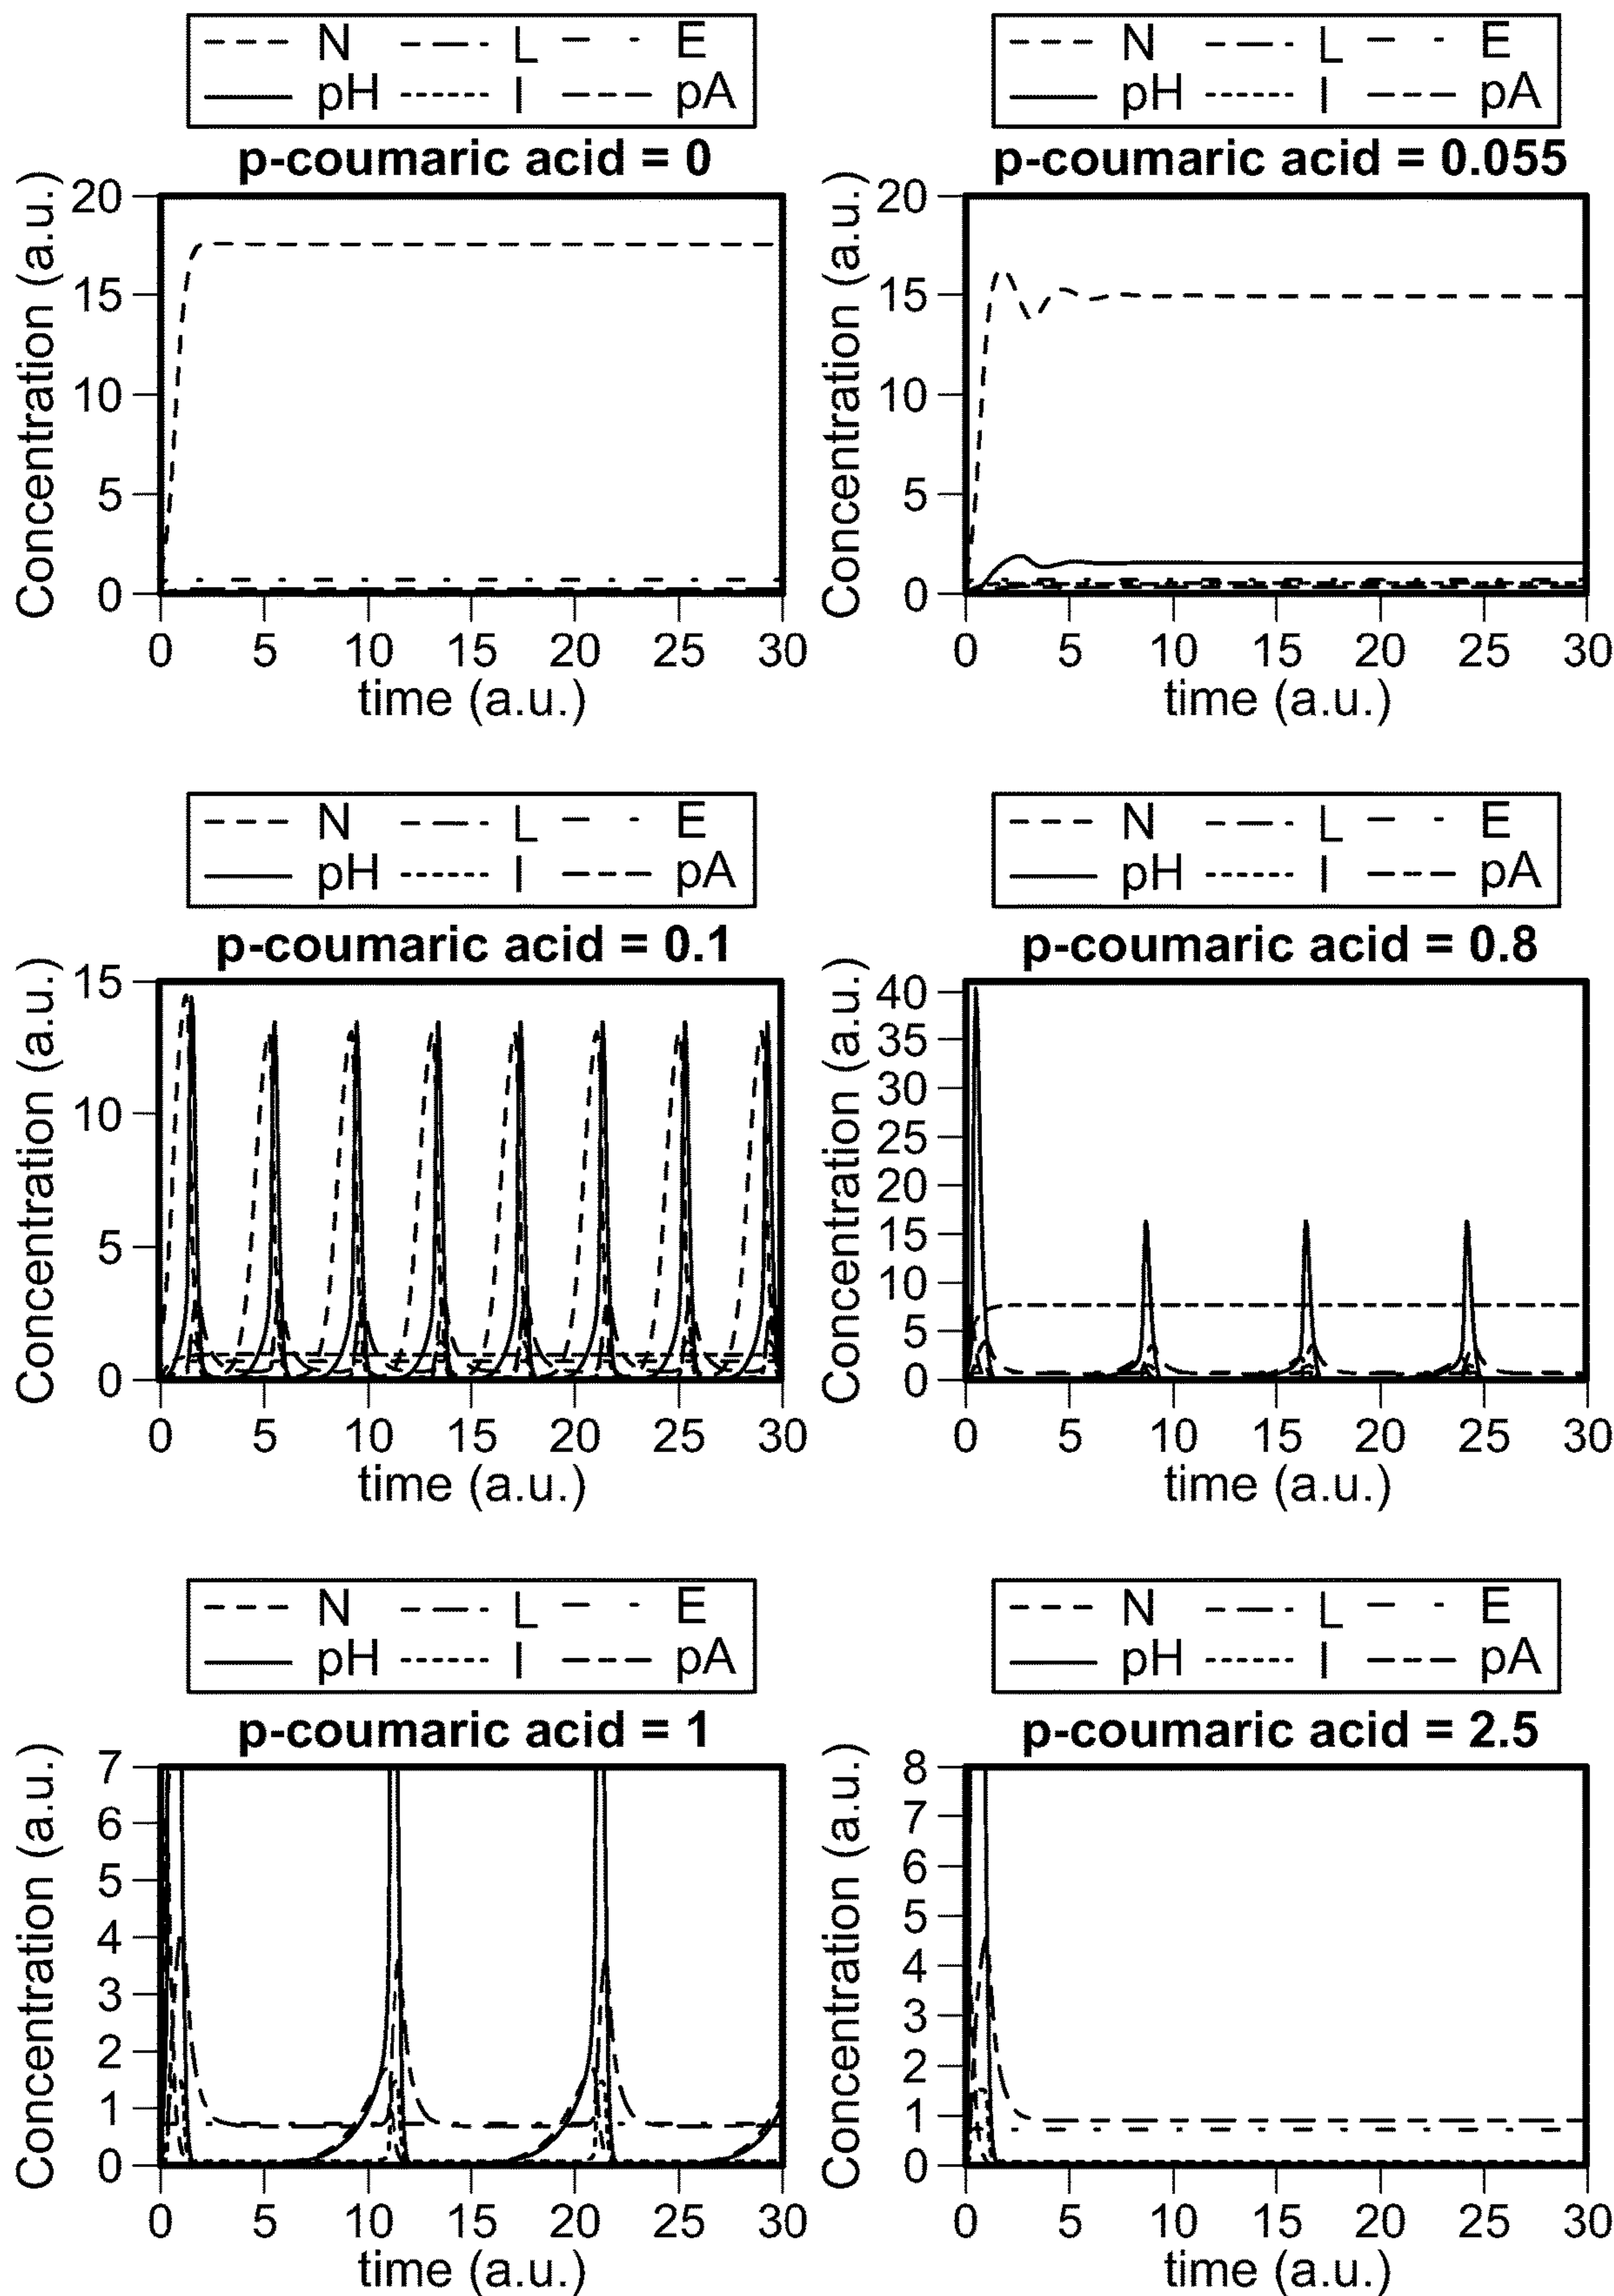 N L E
pH I pA
p-coumaric acid = 0
Concentration (a.u.)
20
15
10
5
0
0 5 10 15 20 25 30
time (a.u.)
N L E
pH I pA
p-coumaric acid = 0.055
Concentration (a.u.)
20
15
10
5
0
0 5 10 15 20 25 30
time (a.u.)
N L E
pH I pA
p-coumaric acid = 0.1
Concentration (a.u.)
15
10
5
0
0 5 10 15 20 25 30
time (a.u.)
N L E
pH I pA
p-coumaric acid = 0.8
Concentration (a.u.)
40
35
30
25
20
15
10
5
0
0 5 10 15 20 25 30
time (a.u.)
N L E
pH I pA
p-coumaric acid = 1
Concentration (a.u.)
7
6
5
4
3
2
1
0
0 5 10 15 20 25 30
time (a.u.)
N L E
pH I pA
p-coumaric acid = 2.5
Concentration (a.u.)
8
7
6
5
4
3
2
1
0
0 5 10 15 20 25 30
time (a.u.)